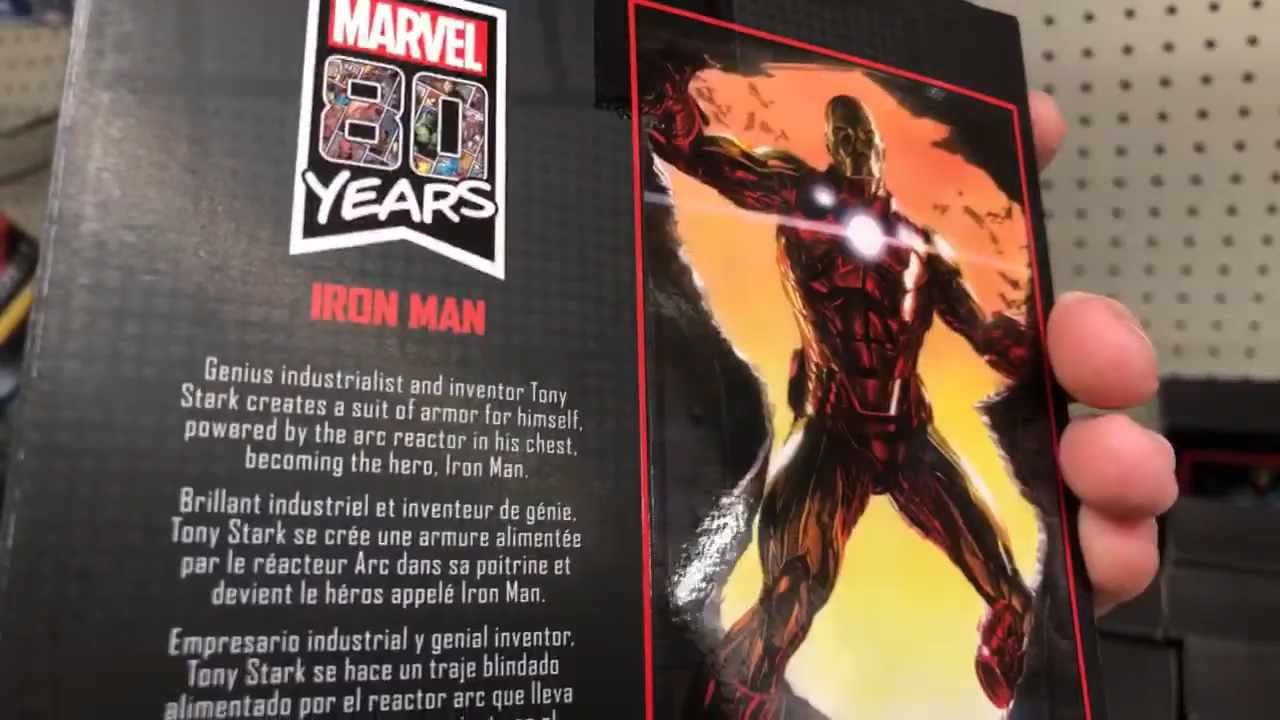 MARVEL
80
YEARS
IRON MAN
Genius industrialist and inventor Tony
Stark creates a suit of armor for himself,
powered by the arc reactor in his chest,
becoming the hero, Iron Man.
Brillant industriel et inventeur de génie,
Tony Stark se crée une armure alimentée
par le réacteur Arc dans sa poitrine et
devient le héros appelé Iron Man.
Empresario industrial y genial inventor,
Tony Stark se hace un traje blindado
alimentado por el reactor arc que lleva